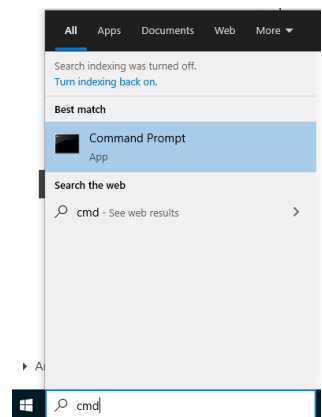 All Apps Documents Web More
Search indexing was turned off.
Turn indexing back on.
Best match
Command Prompt
App
Search the web
cmd - See web results
cmd